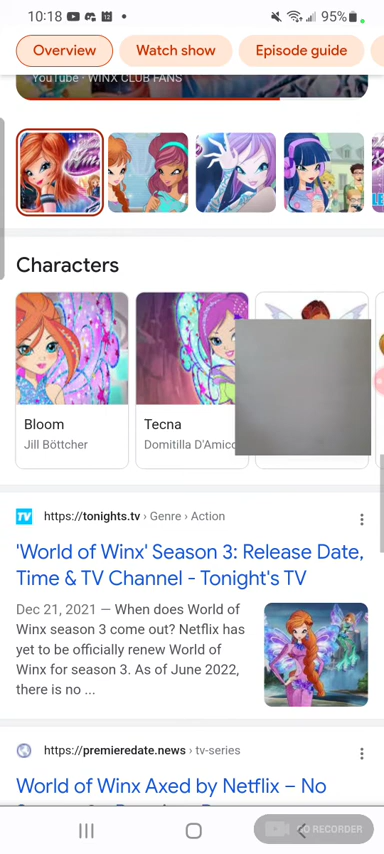 10:18
95%
Overview
Watch show
Episode guide
YouTube · WINX CLUB FANS
Characters
Bloom
Tecna
Jill Böttcher
Domitilla D'Amico
TV
https://tonights.tv › Genre › Action
'World of Winx' Season 3: Release Date,
Time & TV Channel - Tonight's TV
Dec 21, 2021 — When does World of
Winx season 3 come out? Netflix has
yet to be officially renew World of
Winx for season 3. As of June 2022,
there is no ...
https://premieredate.news › tv-series
World of Winx Axed by Netflix – No
GO RECORDER